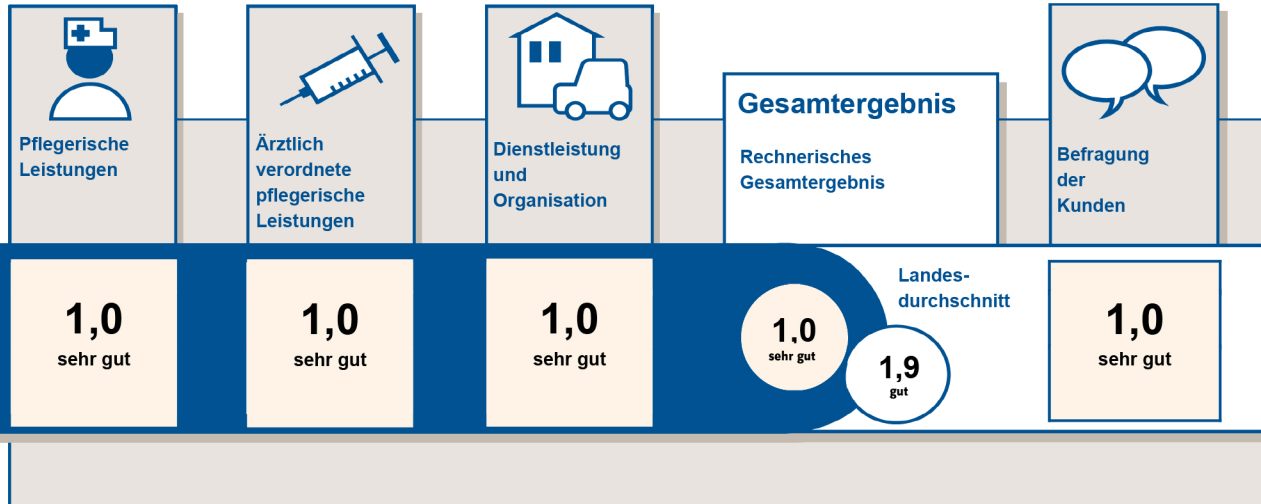 Pflegerische
Leistungen
Ärztlich
verordnete
pflegerische
Leistungen
Dienstleistung
und
Organisation
Gesamtergebnis
Rechnerisches
Gesamtergebnis
Befragung
der
Kunden
1,0
sehr gut
1,0
sehr gut
1,0
sehr gut
1,0
sehr gut
Landes-
durchschnitt
1,9
gut
1,0
sehr gut